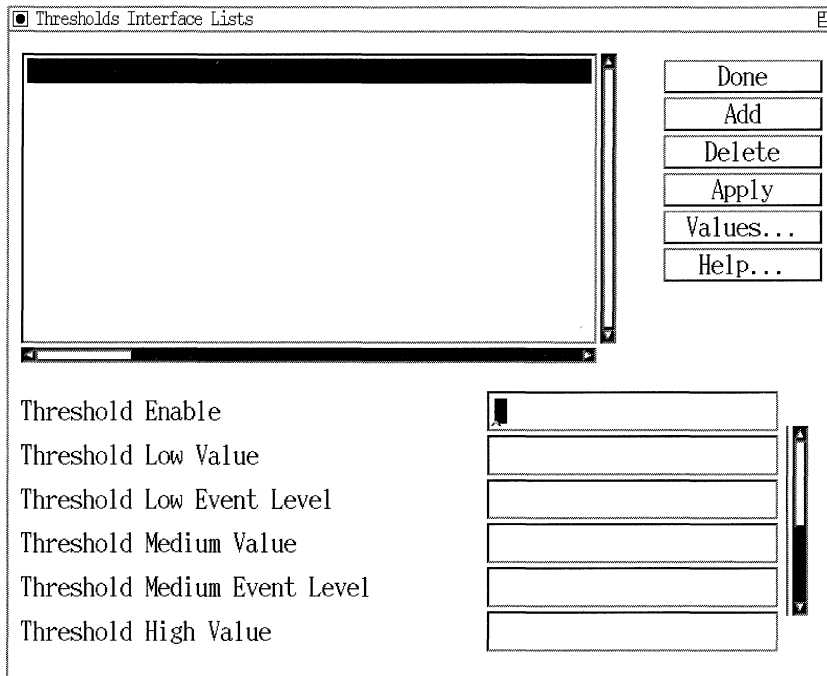 Thresholds Interface Lists
Done
Add
Delete
Apply
Values...
Help...
Threshold Enable
Threshold Low Value
Threshold Low Event Level
Threshold Medium Value
Threshold Medium Event Level
Threshold High Value